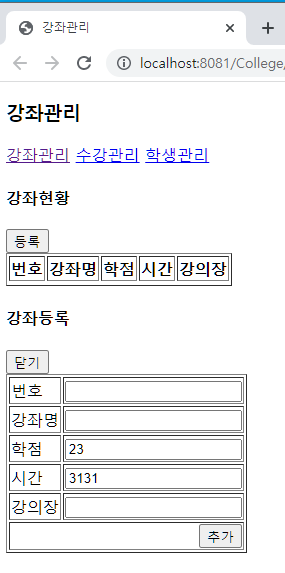 강좌관리
localhost:8081/College/
강좌관리
강좌관리 수강관리 학생관리
강좌현황
등록
번호 강좌명 학점 시간 강의장
강좌등록
닫기
번호
강좌명
학점 23
시간 3131
강의장
추가